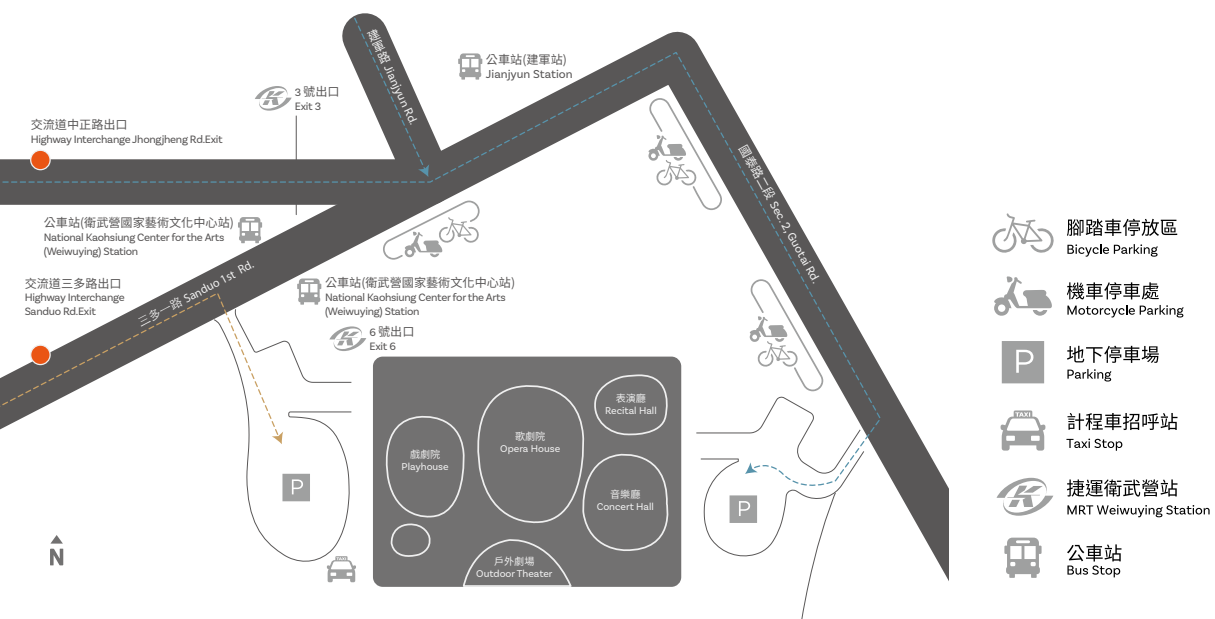 建軍路 Jianjyun Rd.
公車站(建軍站)
Jianjyun Station
3 號出口
Exit 3
交流道中正路出口
Highway Interchange Jhongjheng Rd.Exit
國泰路二段 Sec. 2, Guotai Rd.
公車站(衛武營國家藝術文化中心站)
National Kaohsiung Center for the Arts
(Weiwuying) Station
交流道三多路出口
Highway Interchange
Sanduo Rd.Exit
三多一路 Sanduo 1st Rd.
公車站(衛武營國家藝術文化中心站)
National Kaohsiung Center for the Arts
(Weiwuying) Station
6 號出口
Exit 6
表演廳
Recital Hall
歌劇院
Opera House
戲劇院
Playhouse
音樂廳
Concert Hall
戶外劇場
Outdoor Theater
P
P
N
TAXI
腳踏車停放區
Bicycle Parking
機車停車處
Motorcycle Parking
P
地下停車場
Parking
TAXI
計程車招呼站
Taxi Stop
捷運衛武營站
MRT Weiwuying Station
公車站
Bus Stop